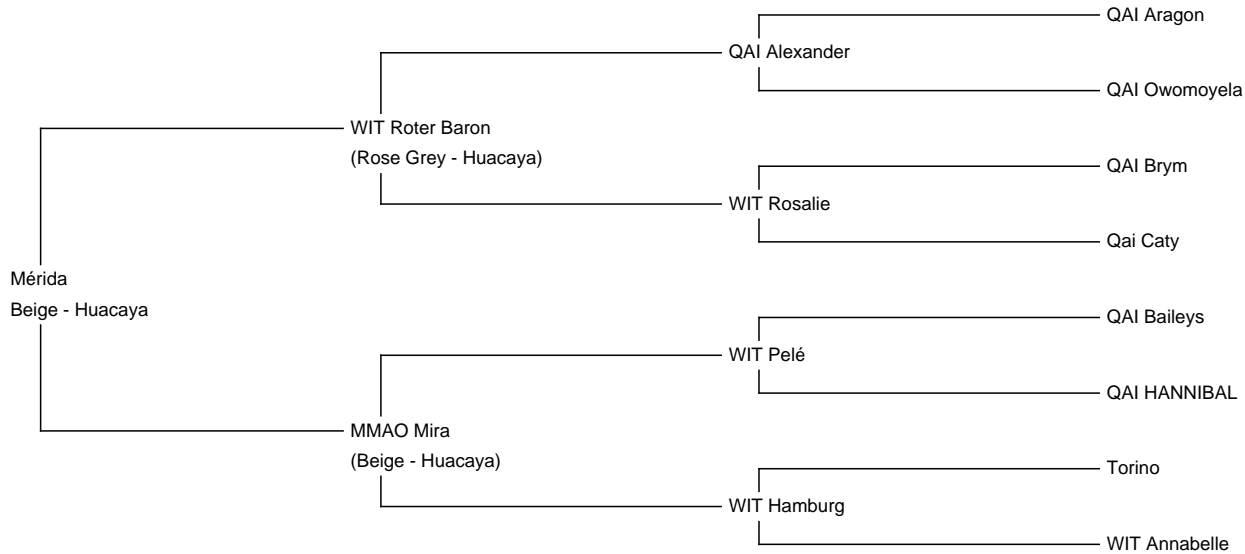 QAI Aragon
QAI Alexander
QAI Owomoyela
WIT Roter Baron
(Rose Grey - Huacaya)
QAI Brym
WIT Rosalie
Qai Caty
Mérida
Beige - Huacaya
QAI Baileys
WIT Pelé
QAI HANNIBAL
MMAO Mira
(Beige - Huacaya)
Torino
WIT Hamburg
WIT Annabelle